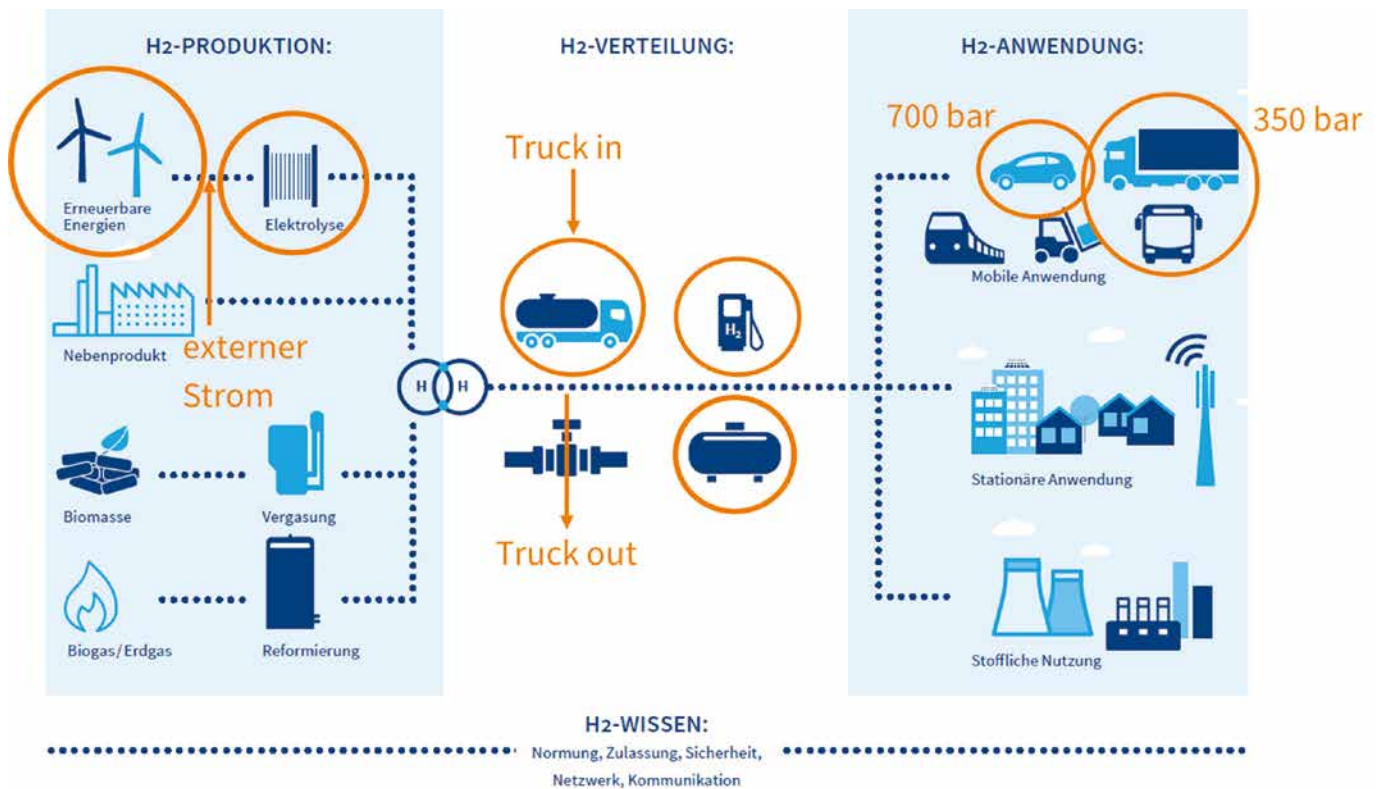 H2-PRODUKTION:
H2-VERTEILUNG:
H2-ANWENDUNG:
Erneuerbare
Energien
Elektrolyse
Nebenprodukt
externer
Strom
Biomasse
Vergasung
Biogas/Erdgas
Reformierung
H H
Truck in
H₂
Truck out
700 bar
350 bar
Mobile Anwendung
Stationäre Anwendung
Stoffliche Nutzung
H2-WISSEN:
Normung, Zulassung, Sicherheit,
Netzwerk, Kommunikation